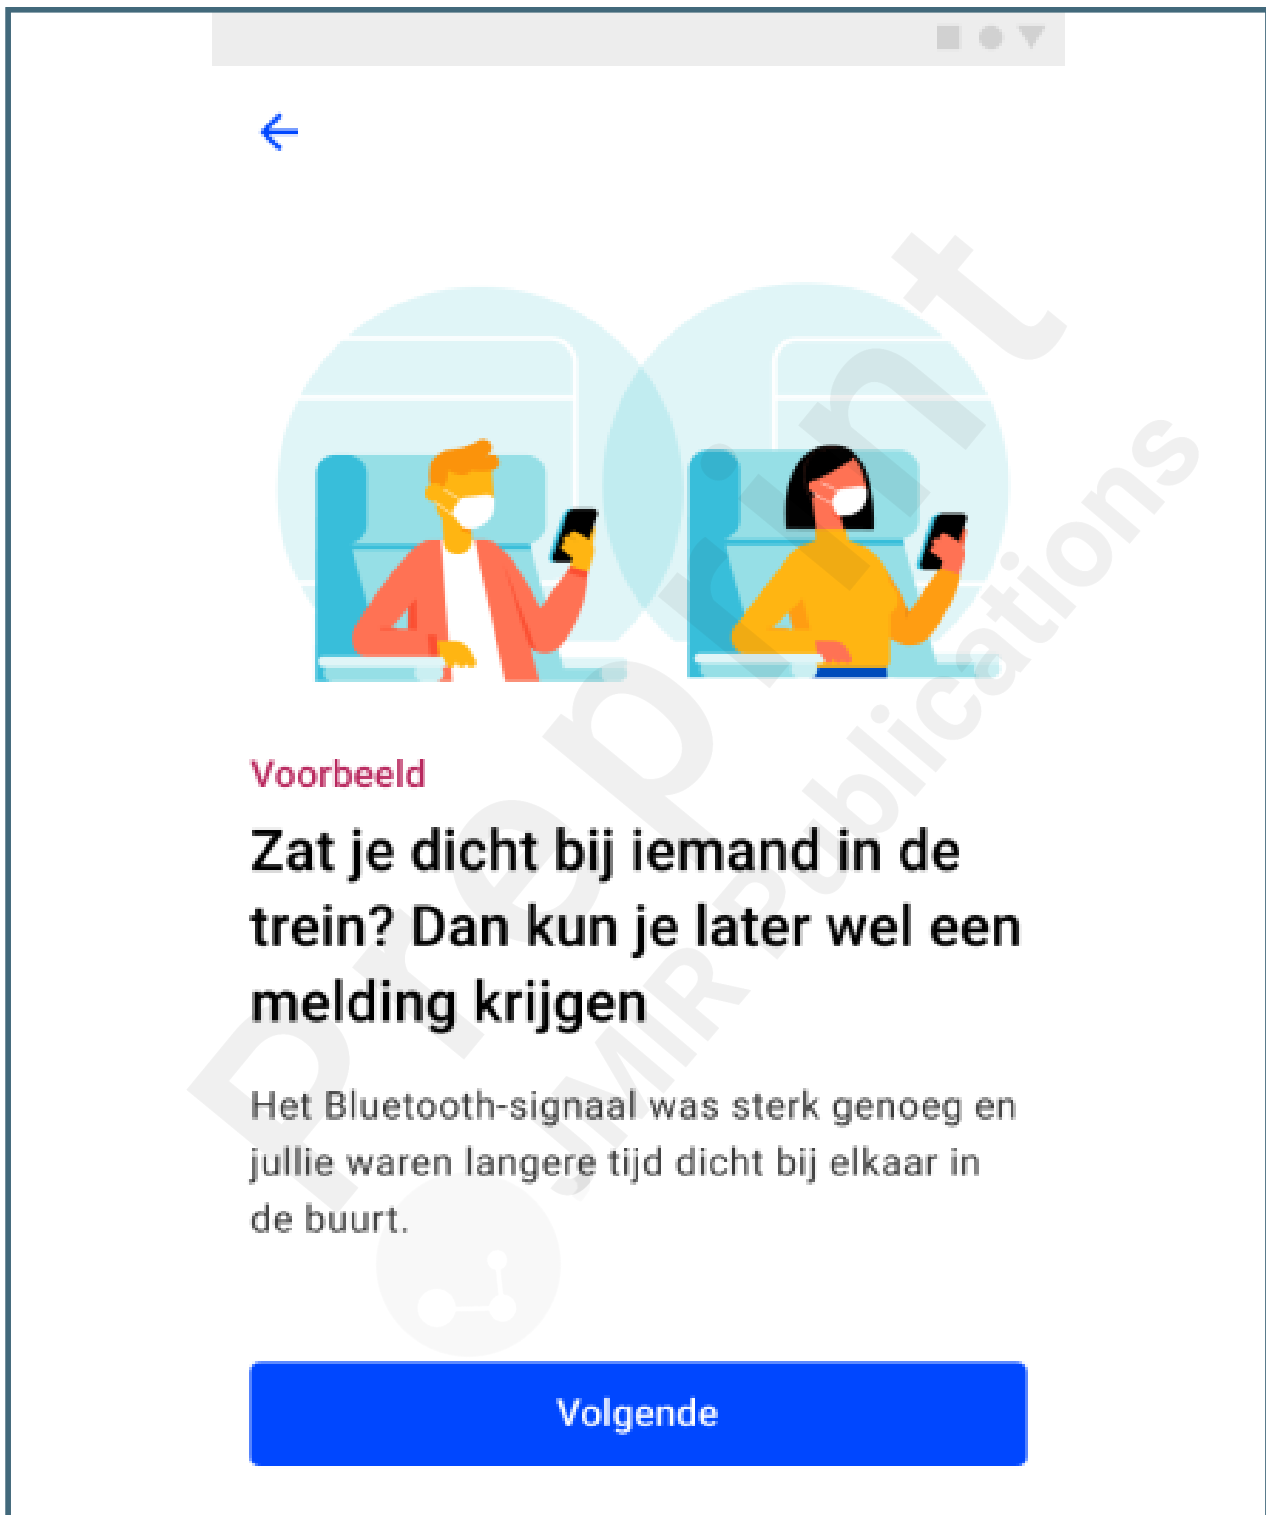 Voorbeeld
Zat je dicht bij iemand in de
trein? Dan kun je later wel een
melding krijgen
Het Bluetooth-signaal was sterk genoeg en
jullie waren langere tijd dicht bij elkaar in
de buurt.
Volgende
Preprint
JMIR Publications